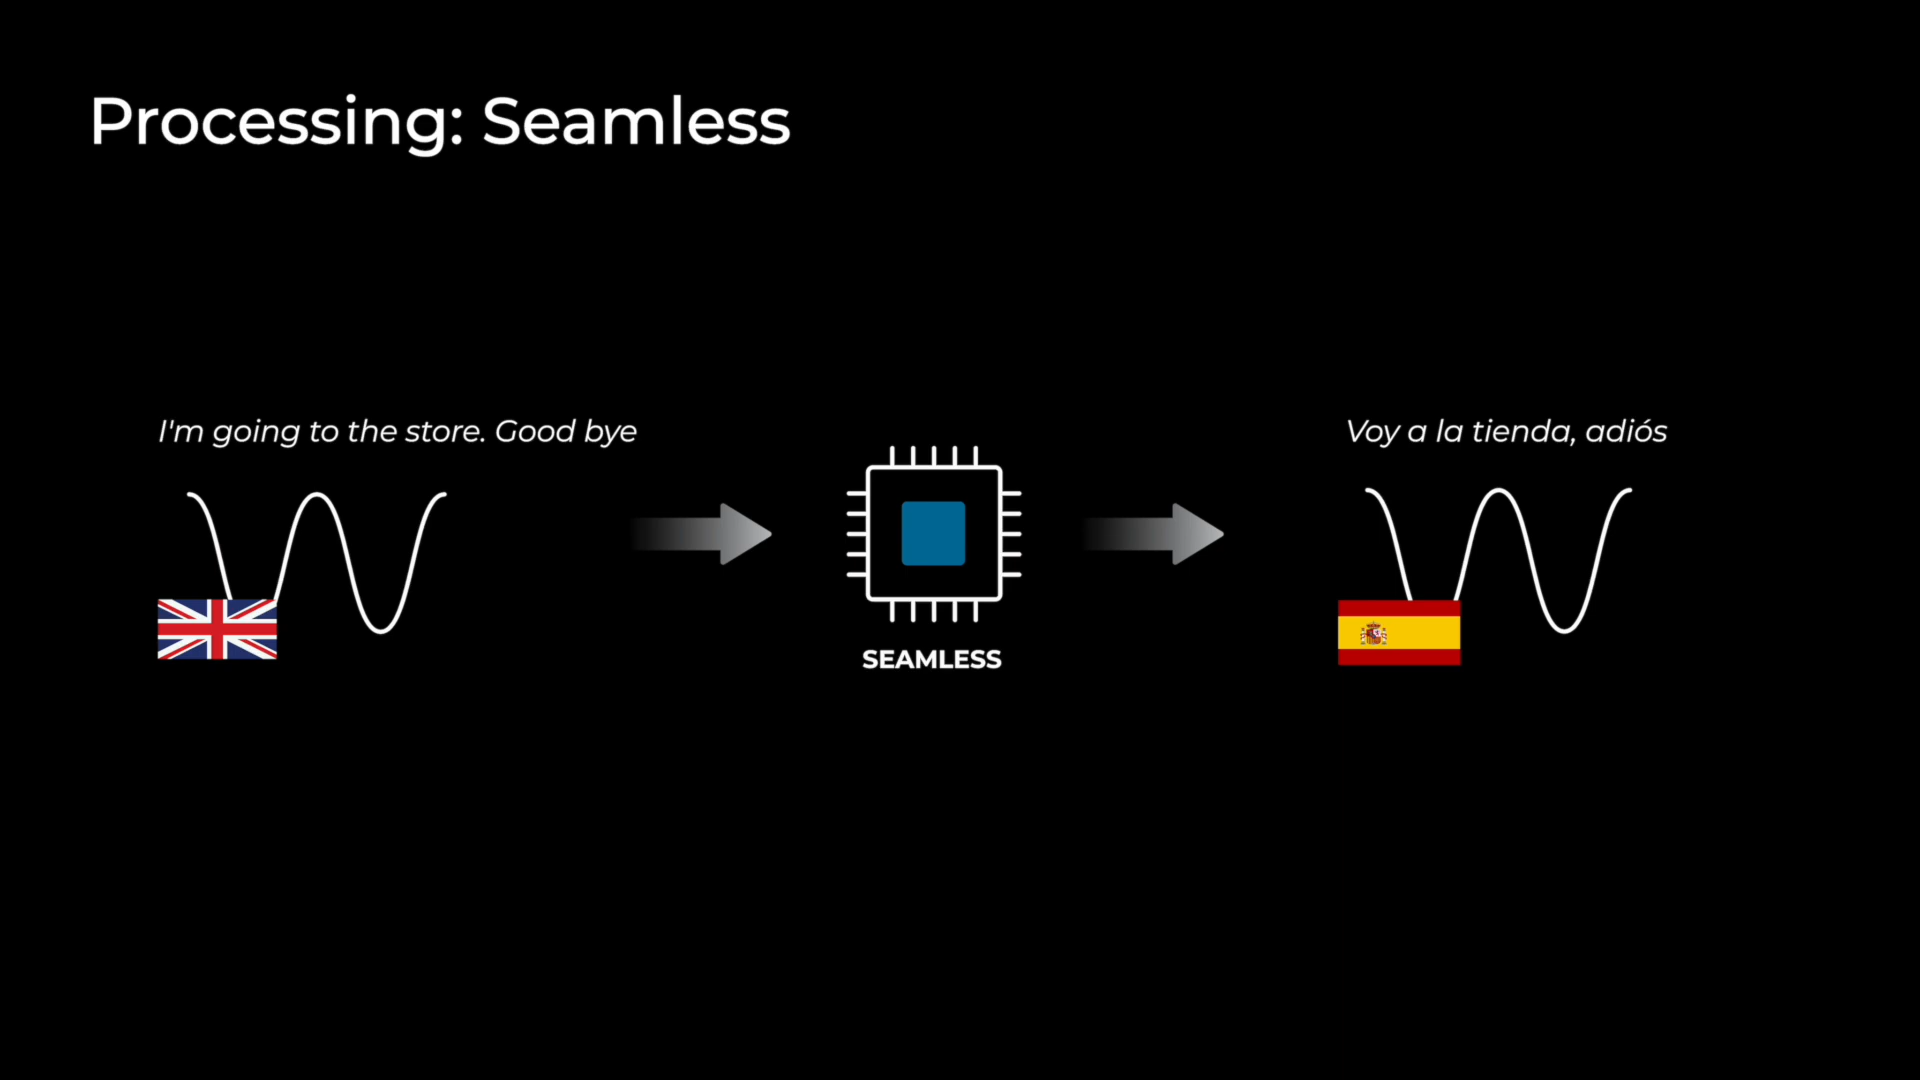 Processing: Seamless
I'm going to the store. Good bye
Voy a la tienda, adiós
SEAMLESS